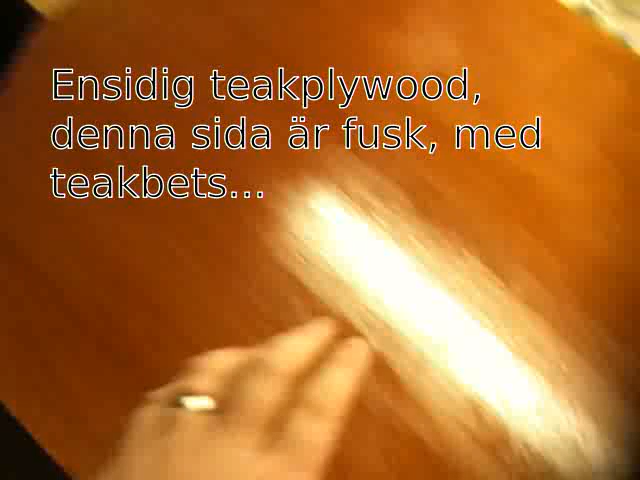 Ensidig teakplywood,
denna sida är fusk, med
teakbets...